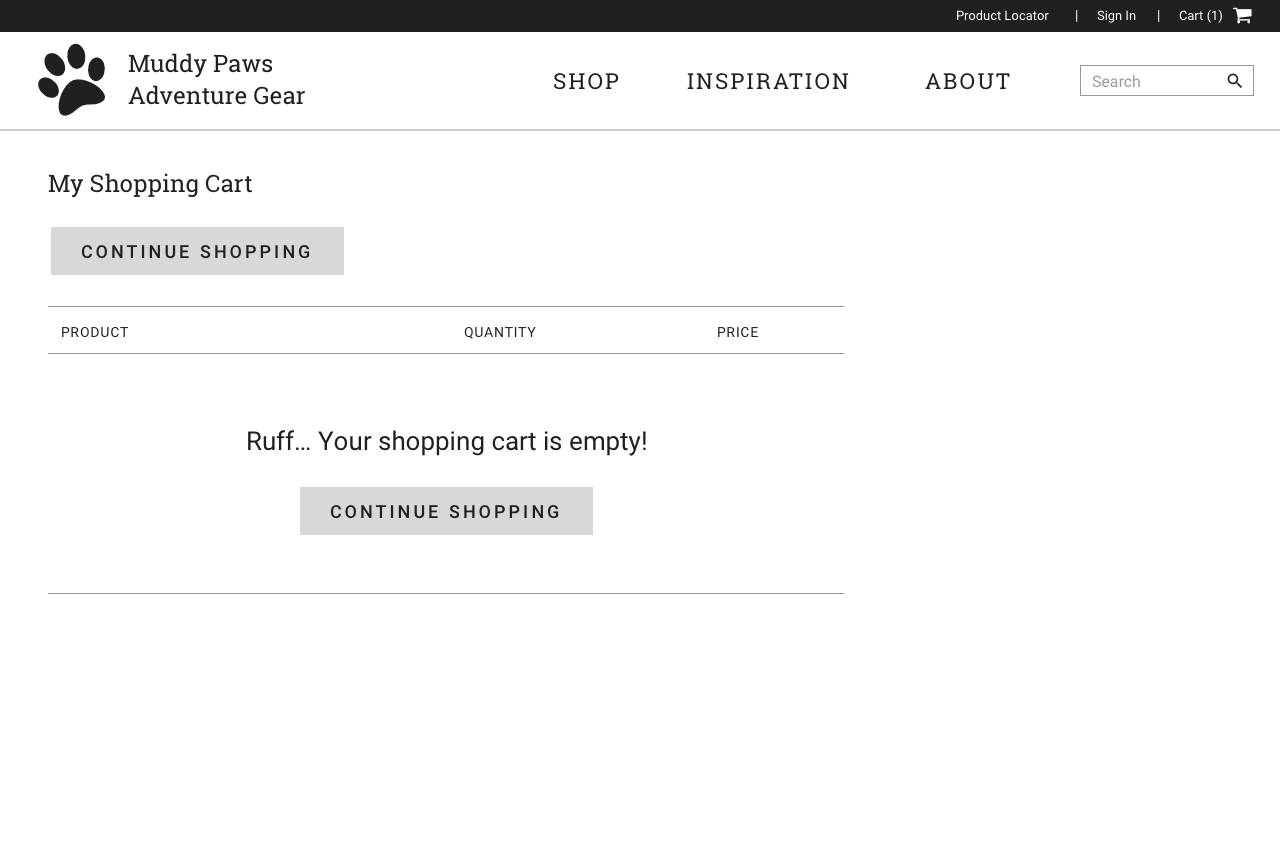 Product Locator | Sign In | Cart (1)
Muddy Paws
Adventure Gear
SHOP INSPIRATION ABOUT Search
My Shopping Cart
CONTINUE SHOPPING
PRODUCT QUANTITY PRICE
Ruff... Your shopping cart is empty!
CONTINUE SHOPPING